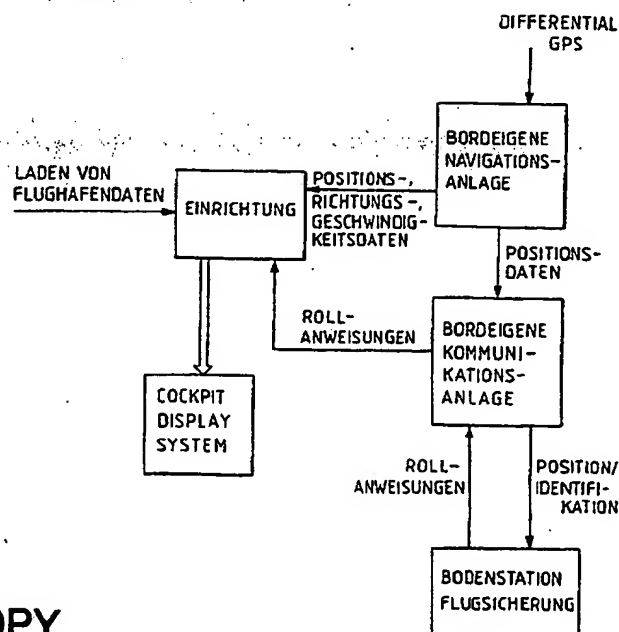 DIFFERENTIAL
GPS
BORDEIGENE
NAVIGATIONS-
ANLAGE
LADEN VON
FLUGHAFENDATEN
EINRICHTUNG
POSITIONS-,
RICHTUNGS-,
GESCHWINDIG-
KEITSDATEN
POSITIONS-
DATEN
ROLL-
ANWEISUNGEN
BORDEIGENE
KOMMUNI-
KATIONS-
ANLAGE
COCKPIT
DISPLAY
SYSTEM
ROLL-
ANWEISUNGEN
POSITION/
IDENTIFI-
KATION
BODENSTATION
FLUGSICHERUNG